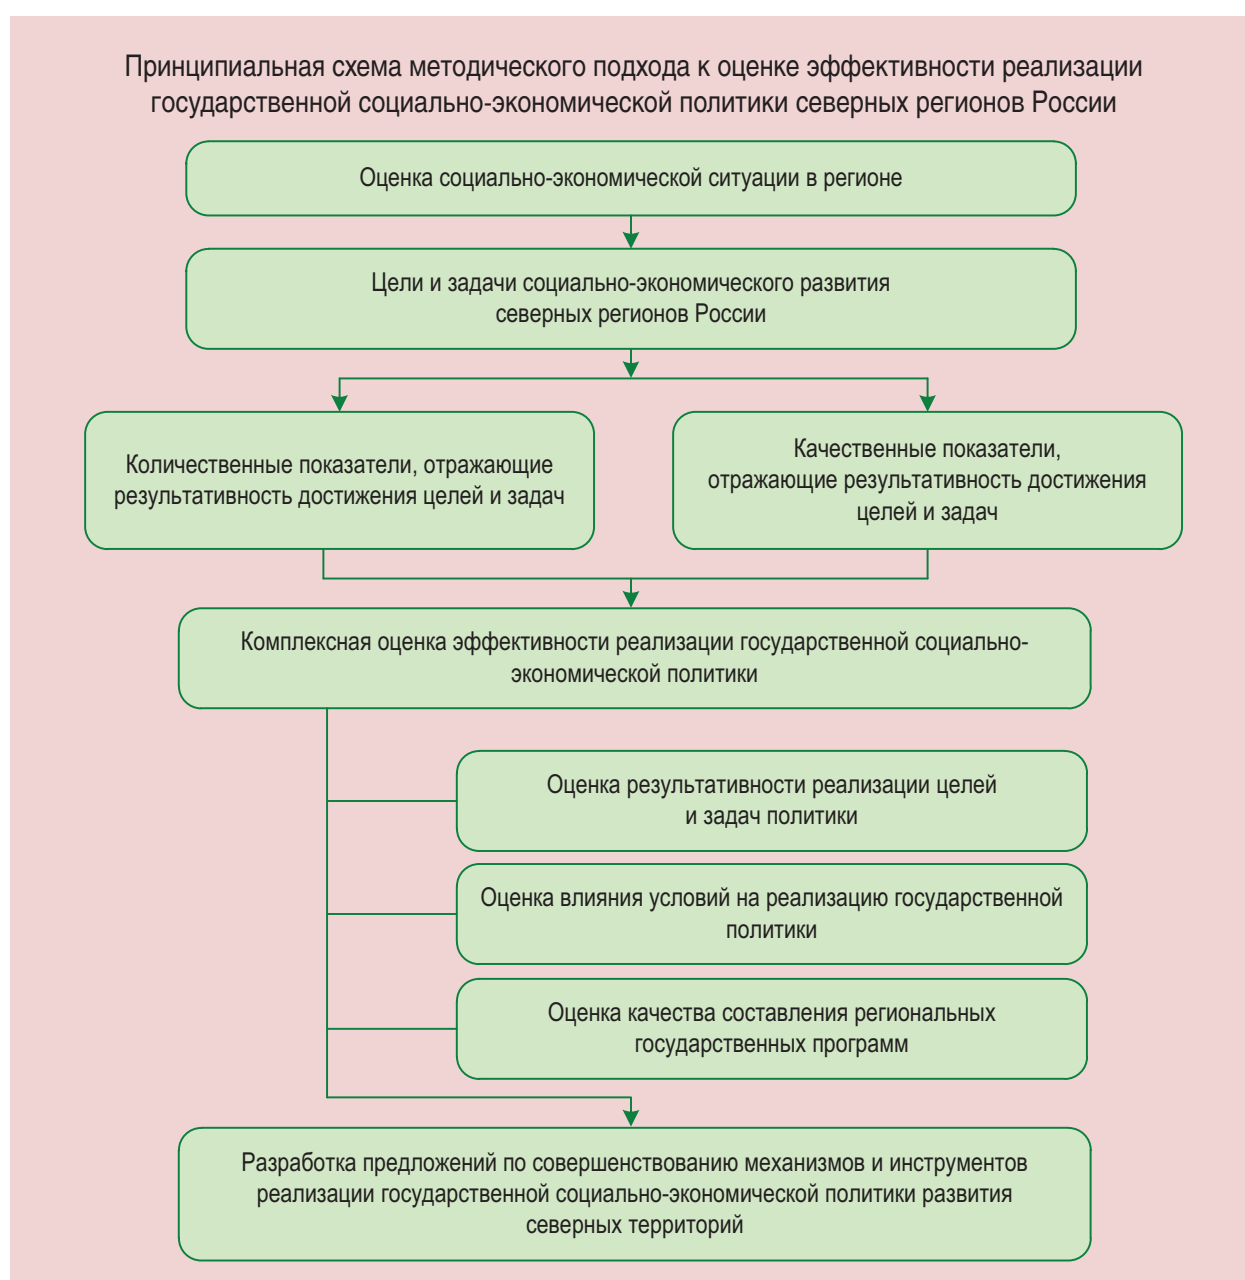 Принципиальная схема методического подхода к оценке эффективности реализации
государственной социально-экономической политики северных регионов России
Оценка социально-экономической ситуации в регионе
Цели и задачи социально-экономического развития
северных регионов России
Количественные показатели, отражающие
результативность достижения целей и задач
Качественные показатели,
отражающие результативность достижения
целей и задач
Комплексная оценка эффективности реализации государственной социально-
экономической политики
Оценка результативности реализации целей
и задач политики
Оценка влияния условий на реализацию государственной
политики
Оценка качества составления региональных
государственных программ
Разработка предложений по совершенствованию механизмов и инструментов
реализации государственной социально-экономической политики развития
северных территорий